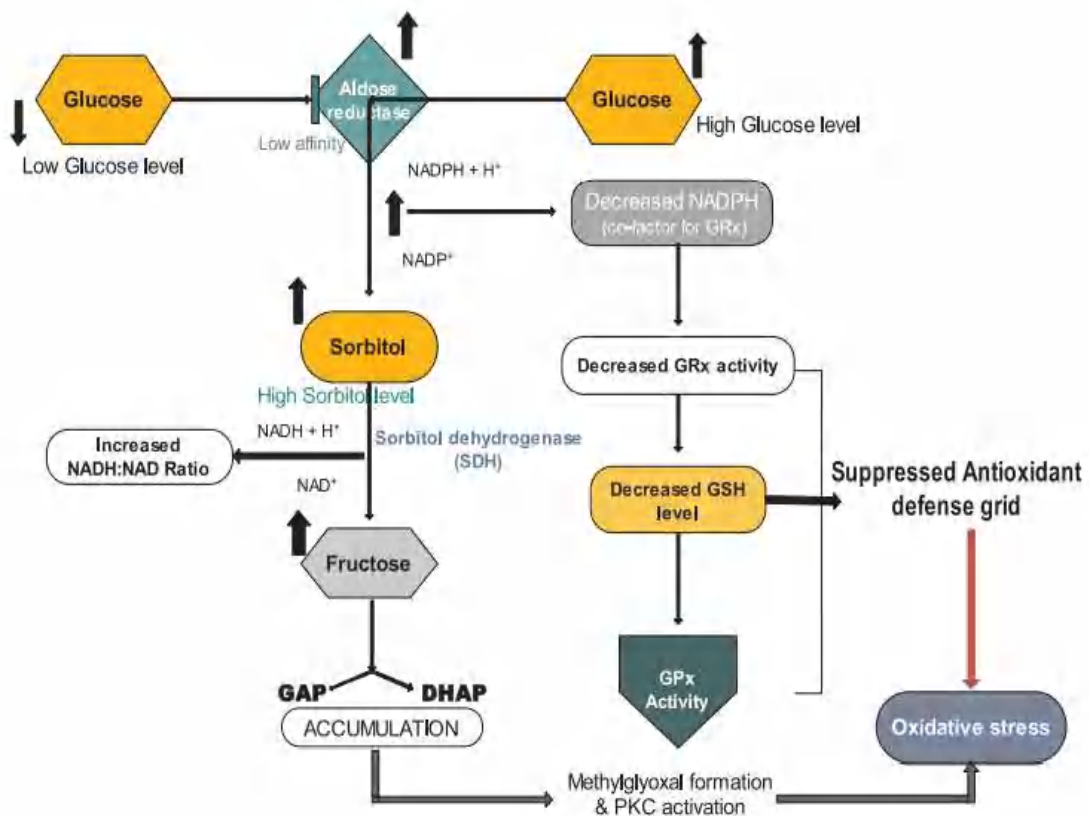 Glucose
Low Glucose level
Aldose
reductase
Low affinity
Glucose
High Glucose level
NADPH + H⁺
NADP⁺
Decreased NADPH
(co-factor for GRx)
Sorbitol
High Sorbitol level
Decreased GRx activity
NADH + H⁺
Sorbitol dehydrogenase
(SDH)
Increased
NADH:NAD Ratio
NAD⁺
Decreased GSH
level
Suppressed Antioxidant
defense grid
Fructose
GAP
DHAP
ACCUMULATION
GPx
Activity
Oxidative stress
Methylglyoxal formation
& PKC activation